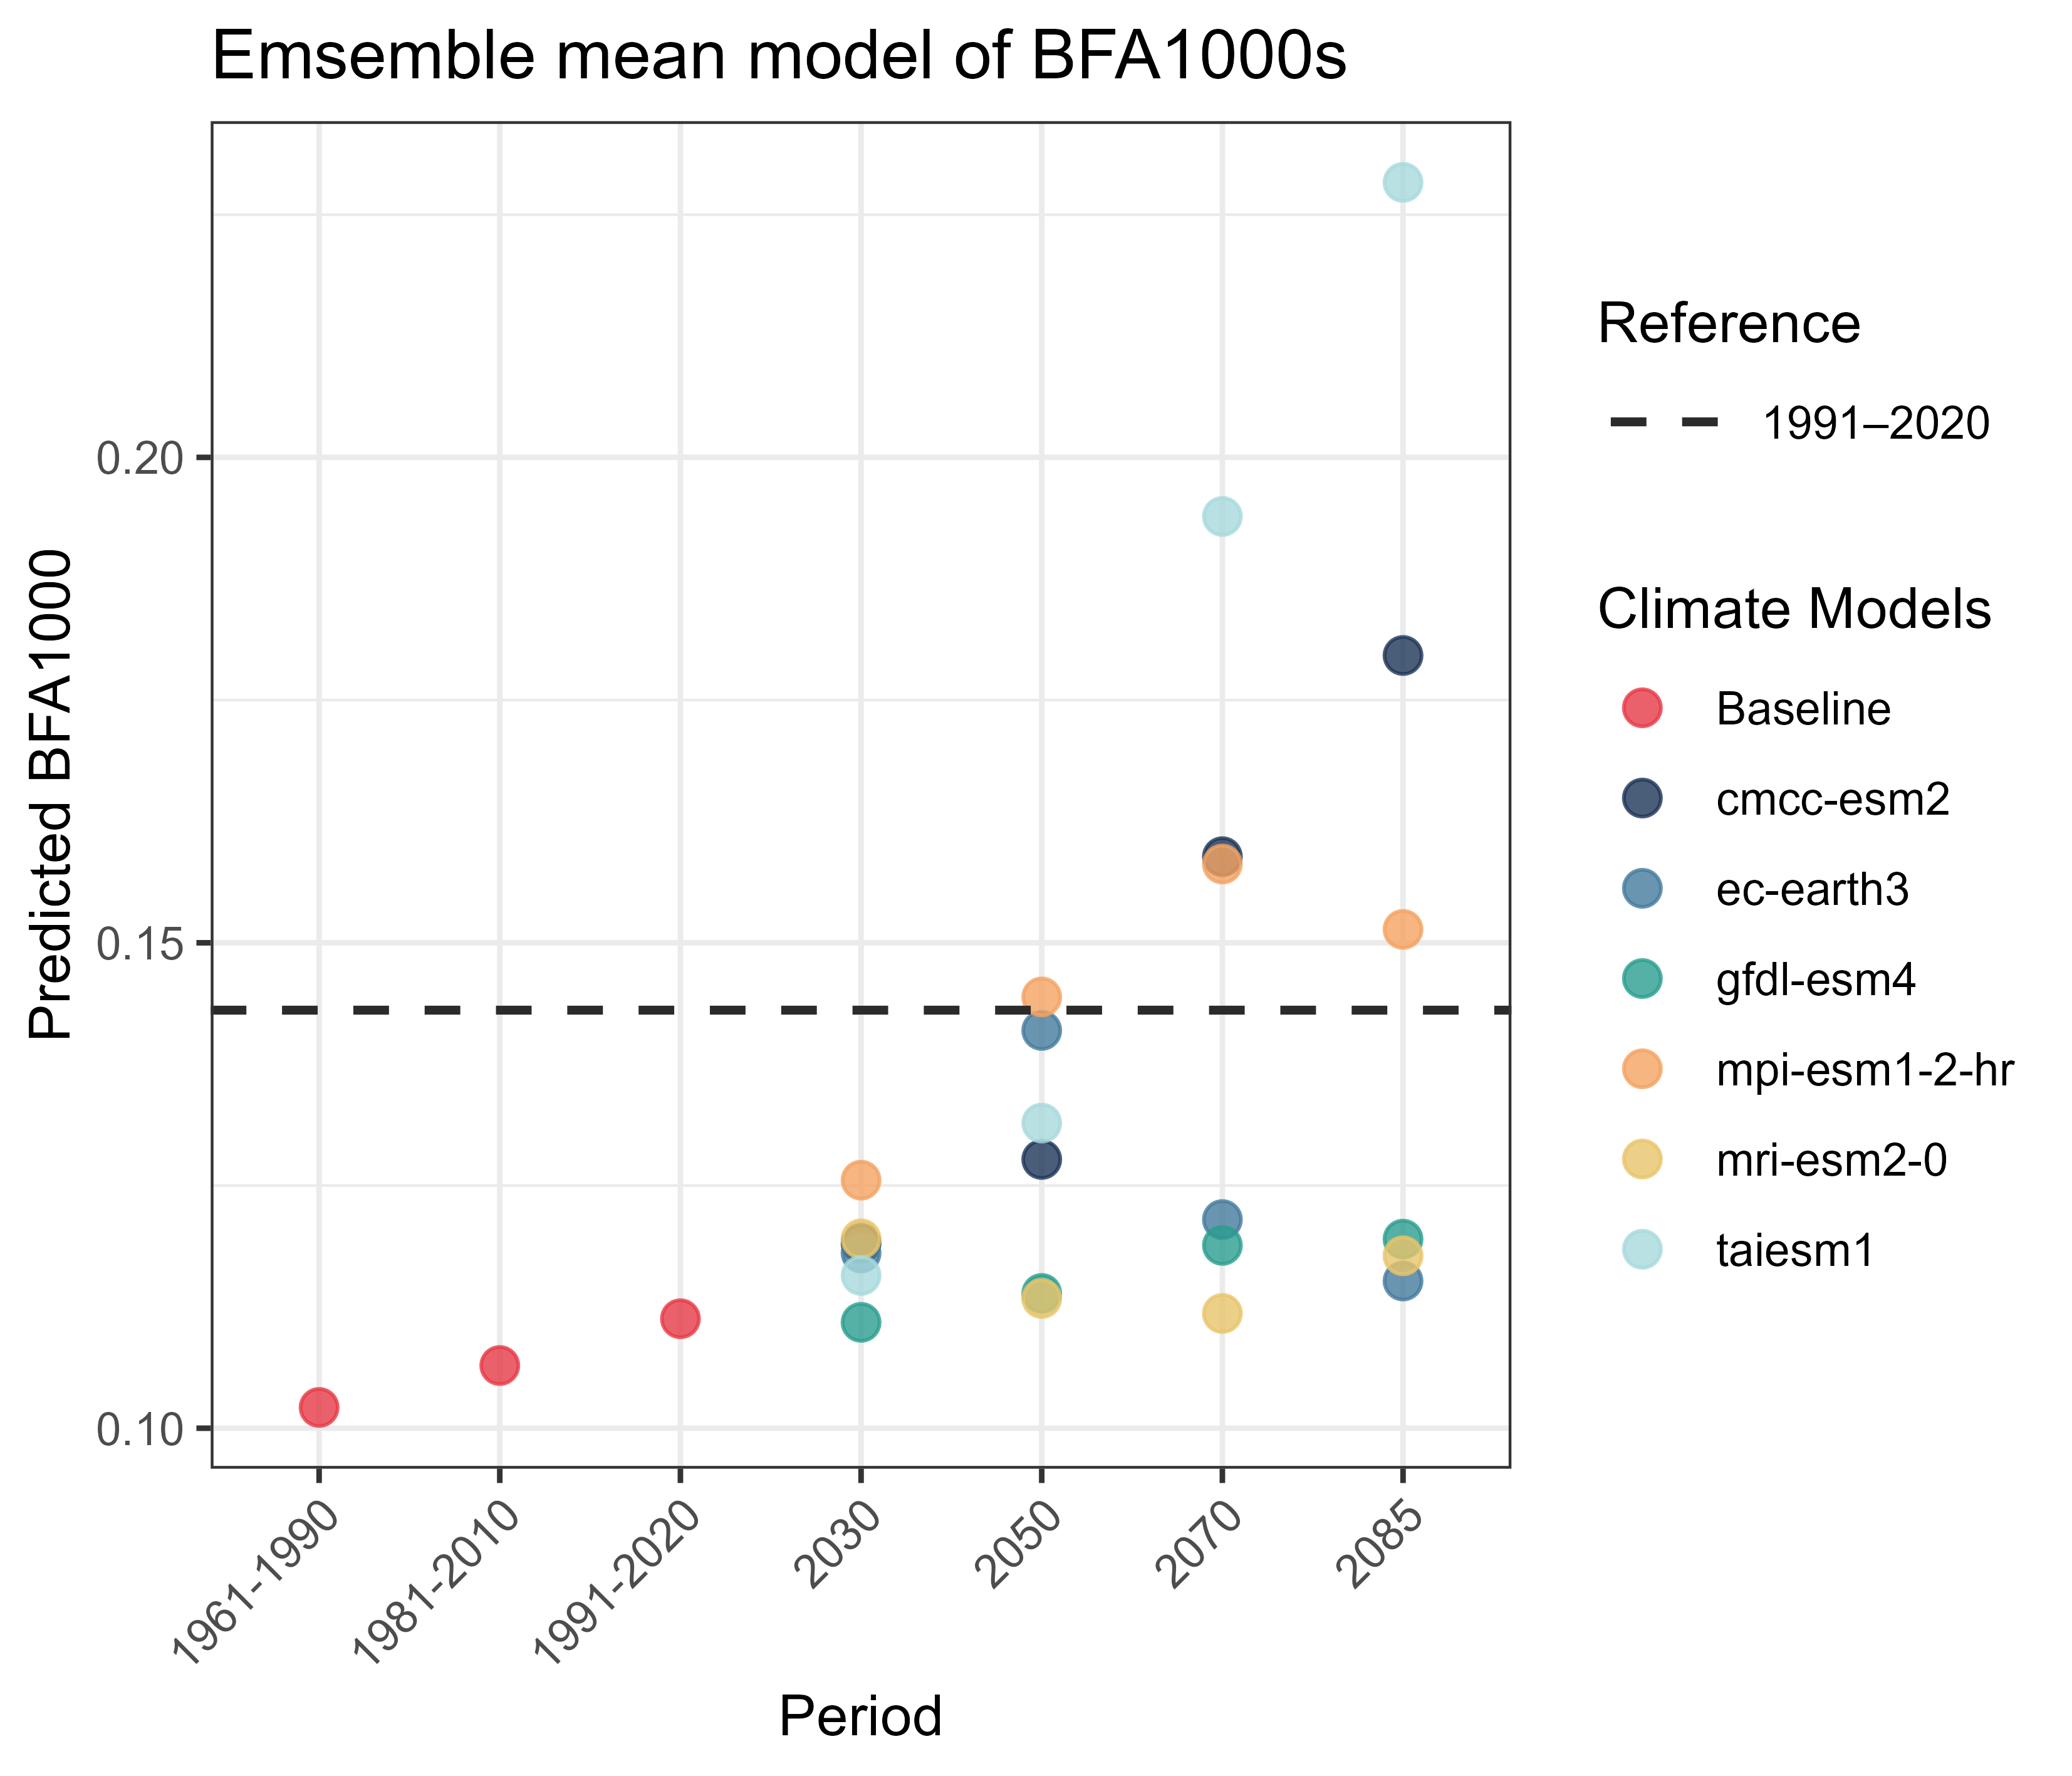 Emsemble mean model of BFA1000s
Predicted BFA1000
0.20
0.15
0.10
1961-1990
1981-2010
1991-2020
2030
2050
2070
2085
Period
Reference
1991–2020
Climate Models
Baseline
cmcc-esm2
ec-earth3
gfdl-esm4
mpi-esm1-2-hr
mri-esm2-0
taiesm1